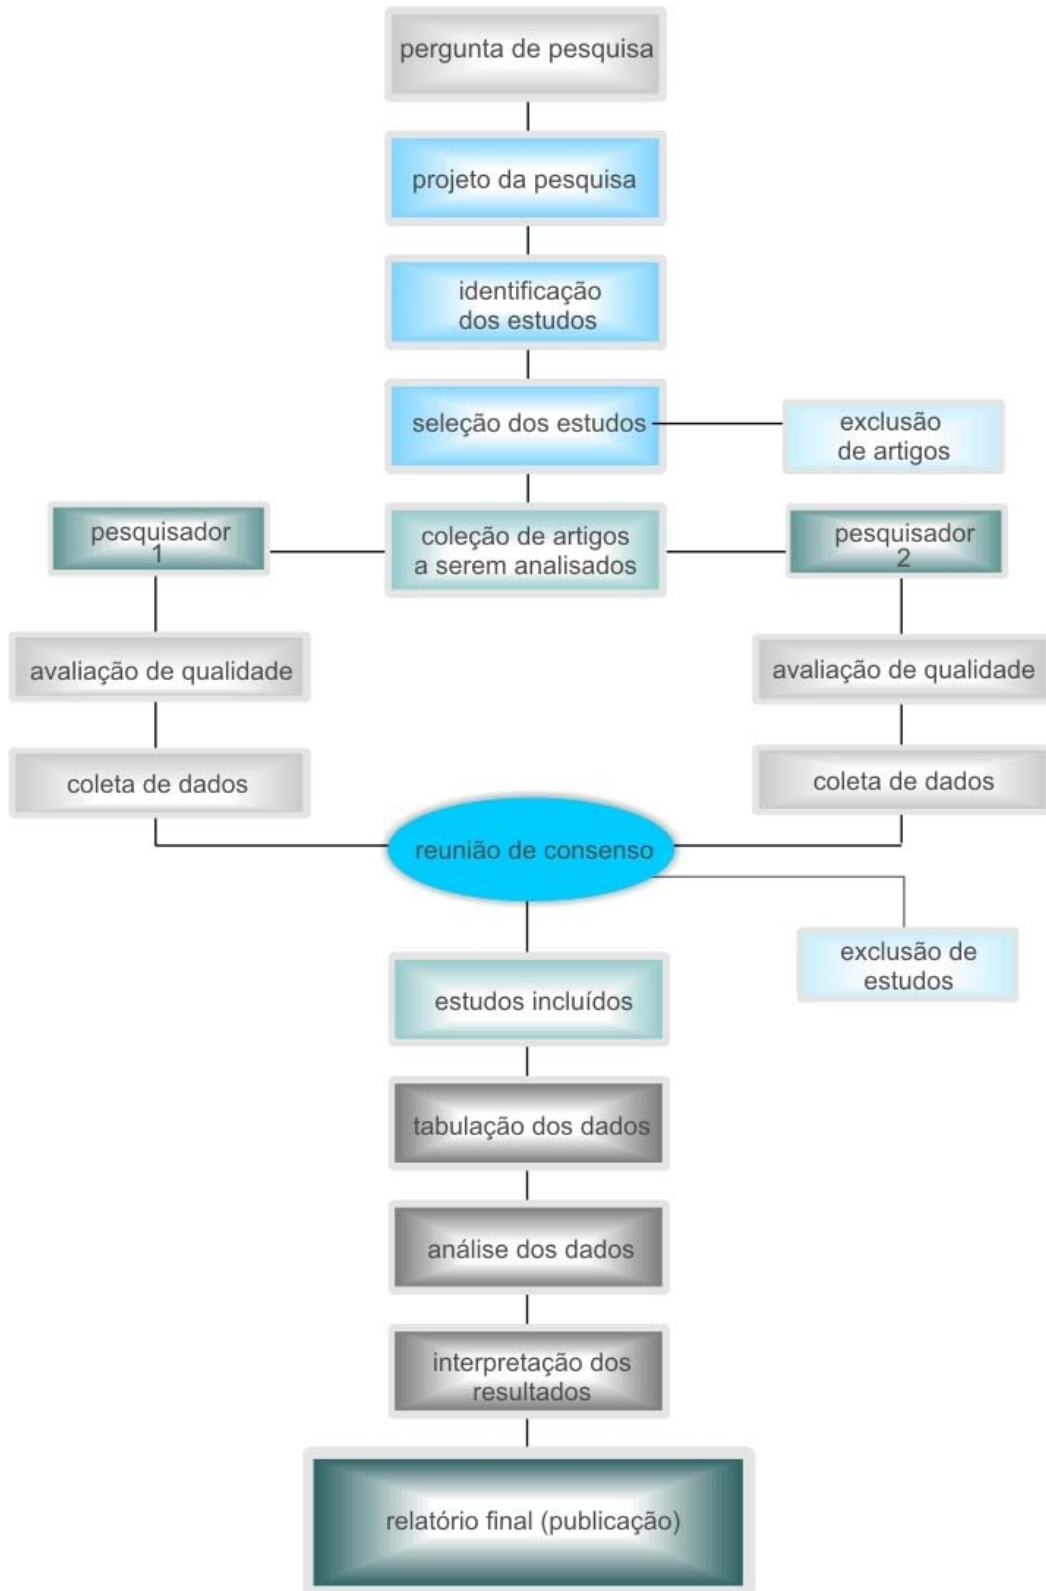 pergunta de pesquisa
projeto da pesquisa
identificação
dos estudos
seleção dos estudos
exclusão
de artigos
pesquisador
1
coleção de artigos
a serem analisados
pesquisador
2
avaliação de qualidade
avaliação de qualidade
coleta de dados
coleta de dados
reunião de consenso
exclusão de
estudos
estudos incluídos
tabulação dos dados
análise dos dados
interpretação dos
resultados
relatório final (publicação)